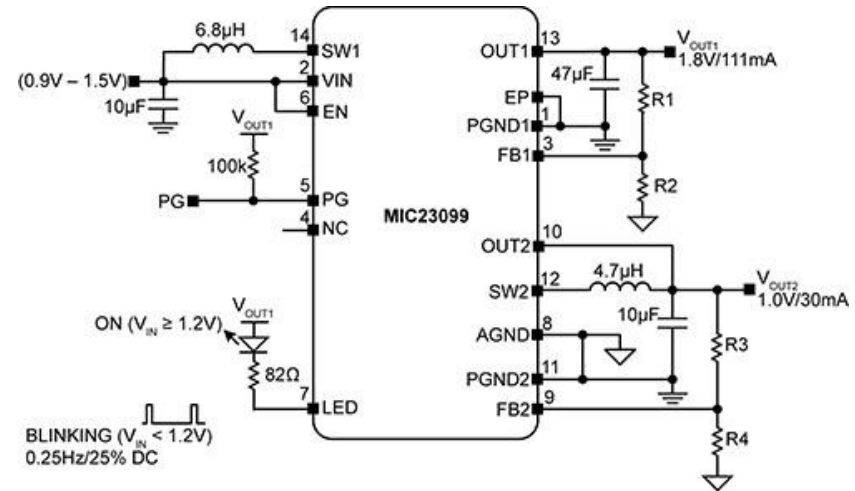 6.8µH
14
SW1
(0.9V – 1.5V)
2
VIN
10µF
6
EN
VOUT1
100k
PG
5
PG
4
NC
MIC23099
VOUT1
ON (VIN ≥ 1.2V)
82Ω
7
LED
BLINKING (VIN < 1.2V)
0.25Hz/25% DC
OUT1
13
VOUT1
1.8V/111mA
47µF
R1
EP
PGND1
1
FB1
3
R2
OUT2
10
4.7µH
SW2
12
VOUT2
1.0V/30mA
10µF
AGND
8
R3
PGND2
11
FB2
9
R4